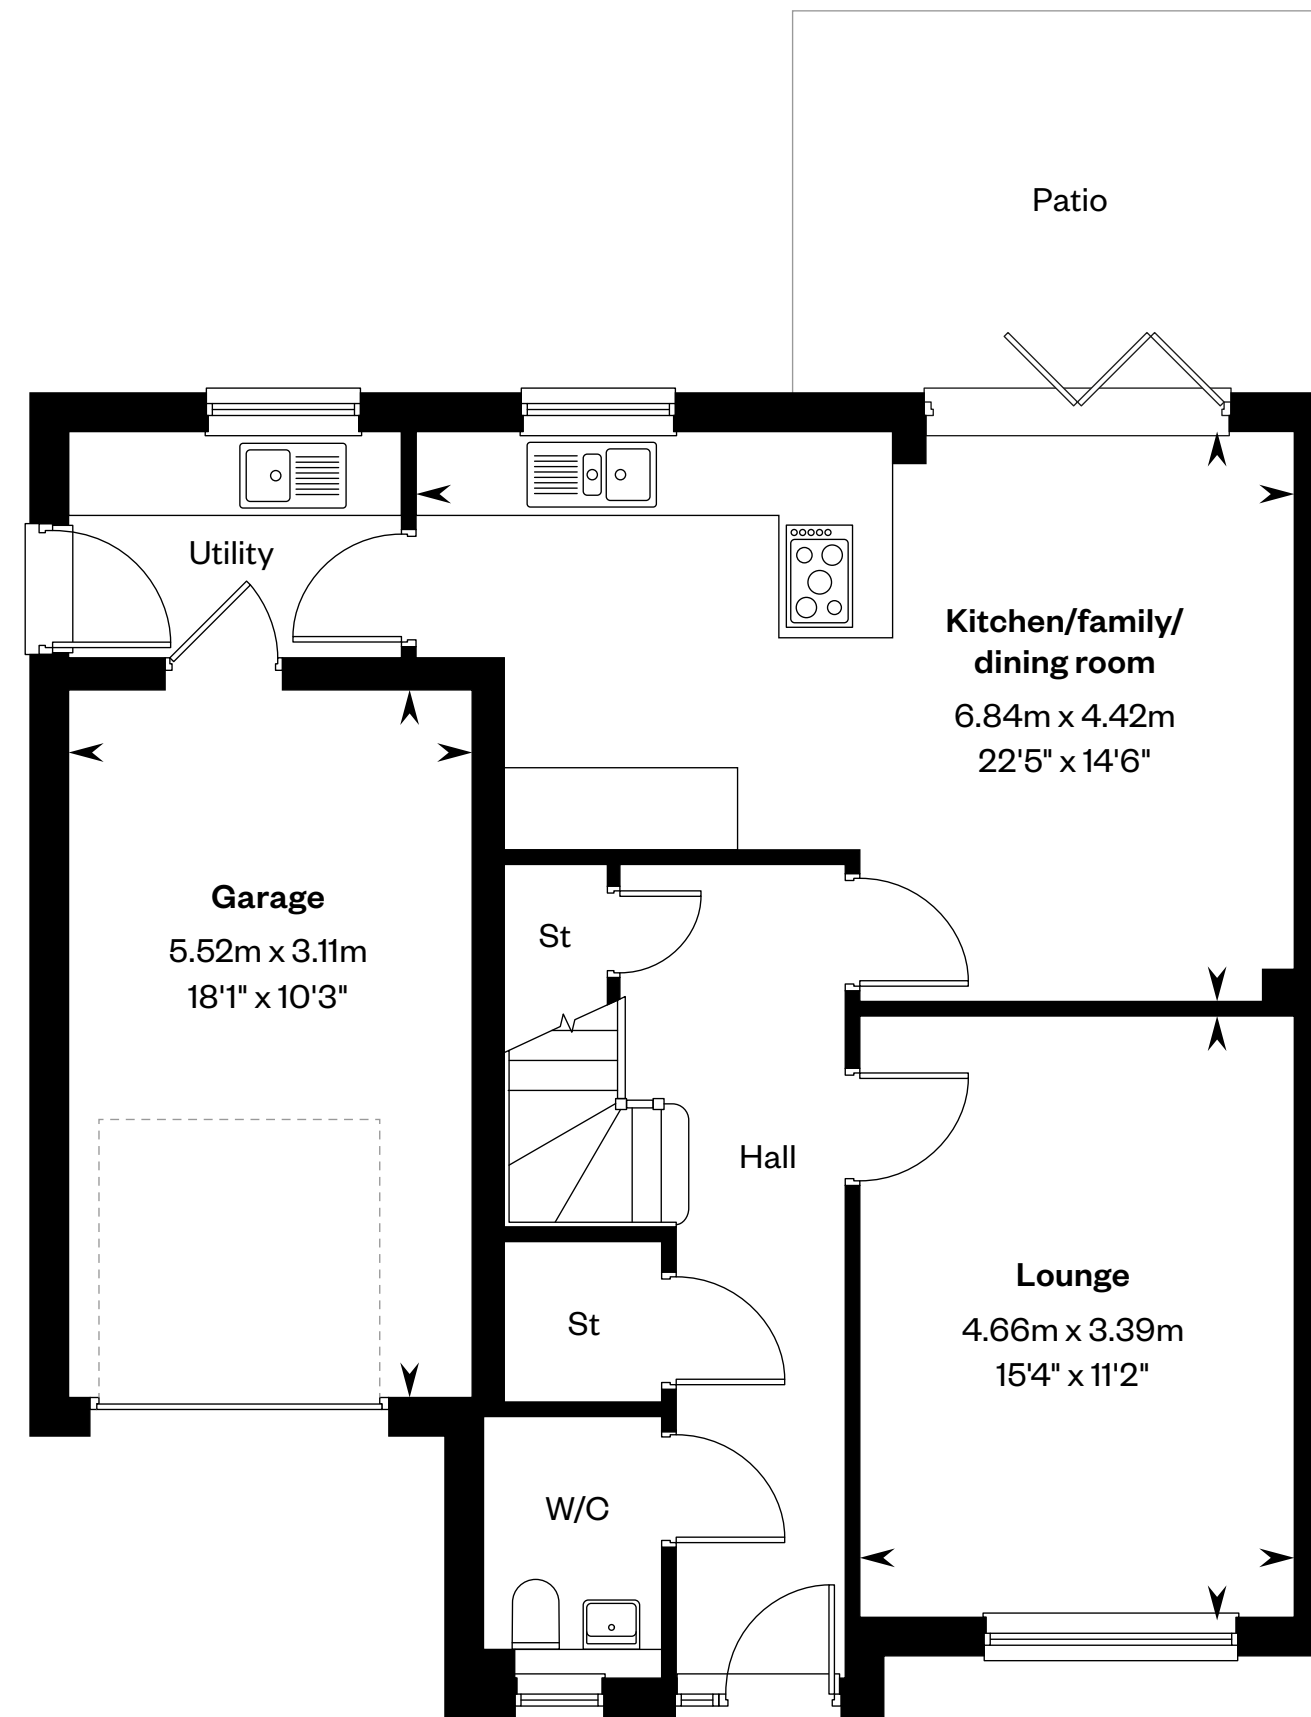 Patio
Utility
Kitchen/family/
dining room
6.84m x 4.42m
22'5" x 14'6"
Garage
5.52m x 3.11m
18'1" x 10'3"
St
Hall
Lounge
4.66m x 3.39m
15'4" x 11'2"
St
W/C